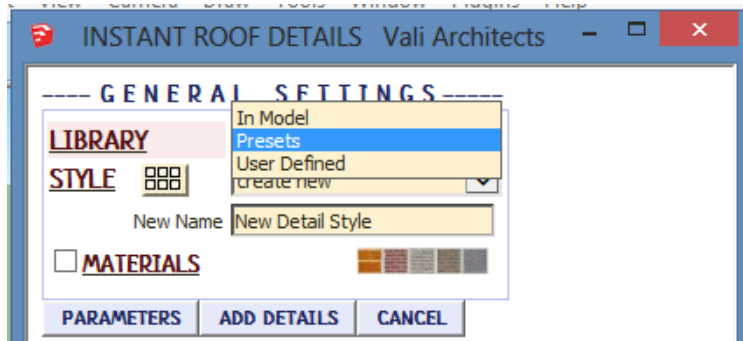 View Camera Draw Tools Window Plugins Help
INSTANT ROOF DETAILS Vali Architects
---- GENERAL SETTINGS-----
In Model
LIBRARY Presets
User Defined
STYLE create new
New Name New Detail Style
MATERIALS
PARAMETERS ADD DETAILS CANCEL